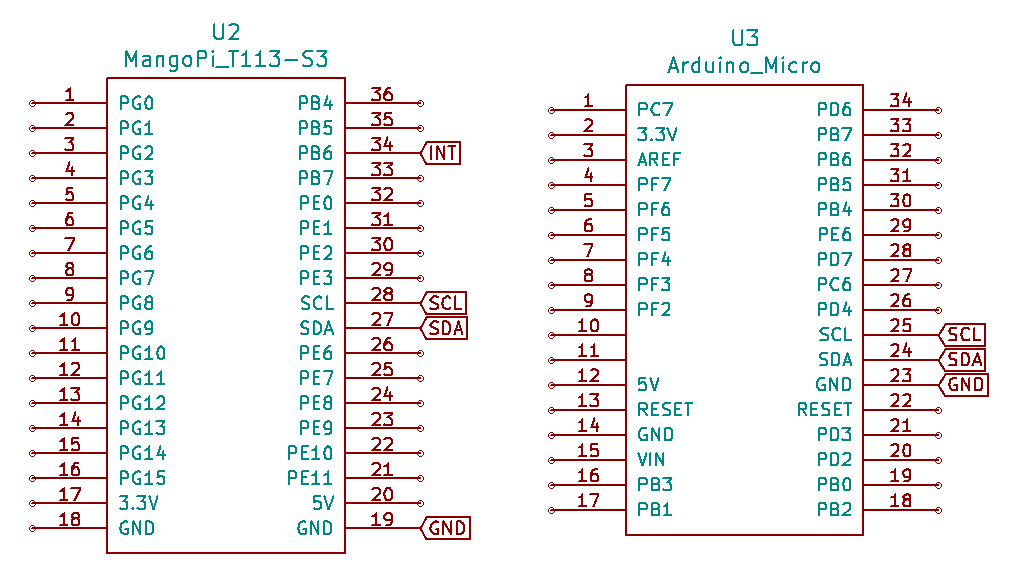 U2
MangoPi_T113-S3
1 PG0 PB4 36
2 PG1 PB5 35
3 PG2 PB6 34 INT
4 PG3 PB7 33
5 PG4 PE0 32
6 PG5 PE1 31
7 PG6 PE2 30
8 PG7 PE3 29
9 PG8 SCL 28 SCL
10 PG9 SDA 27 SDA
11 PG10 PE6 26
12 PG11 PE7 25
13 PG12 PE8 24
14 PG13 PE9 23
15 PG14 PE10 22
16 PG15 PE11 21
17 3.3V 5V 20
18 GND GND 19 GND
U3
Arduino_Micro
1 PC7 PD6 34
2 3.3V PB7 33
3 AREF PB6 32
4 PF7 PB5 31
5 PF6 PB4 30
6 PF5 PE6 29
7 PF4 PD7 28
8 PF3 PC6 27
9 PF2 PD4 26
10 SCL 25 SCL
11 SDA 24 SDA
12 5V GND 23 GND
13 RESET RESET 22
14 GND PD3 21
15 VIN PD2 20
16 PB3 PB0 19
17 PB1 PB2 18